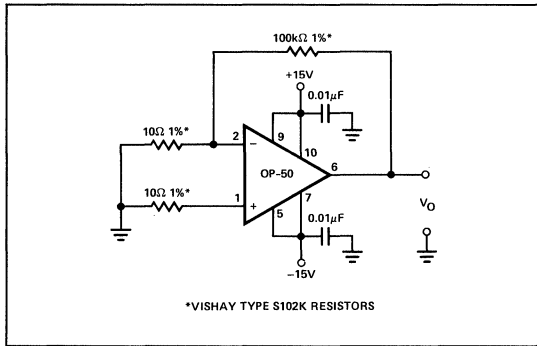 100kΩ 1%*
+15V
0.01μF
10Ω 1%*
2
−
9
10
OP-50
6
10Ω 1%*
1
+
5
7
VO
0.01μF
−15V
*VISHAY TYPE S102K RESISTORS